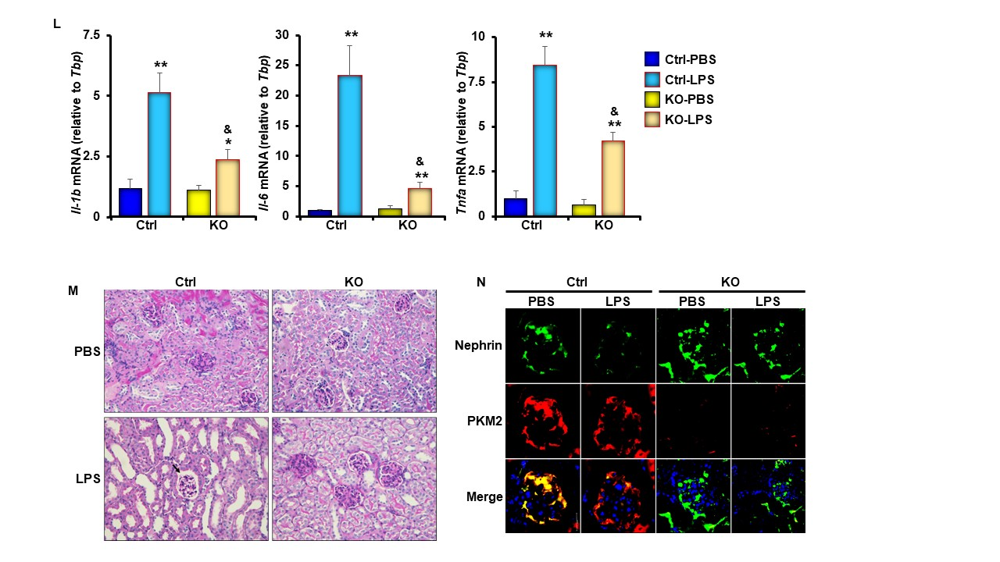 L
7.5
5
2.5
0
Il-1b mRNA (relative to Tbp)
**
&
*
Ctrl
KO
30
25
20
15
10
5
0
Il-6 mRNA (relative to Tbp)
**
&
**
Ctrl
KO
10
7.5
5
2.5
0
Tnfa mRNA (relative to Tbp)
**
&
**
Ctrl
KO
Ctrl-PBS
Ctrl-LPS
KO-PBS
KO-LPS
M
Ctrl
KO
PBS
LPS
N
Ctrl
KO
PBS
LPS
PBS
LPS
Nephrin
PKM2
Merge